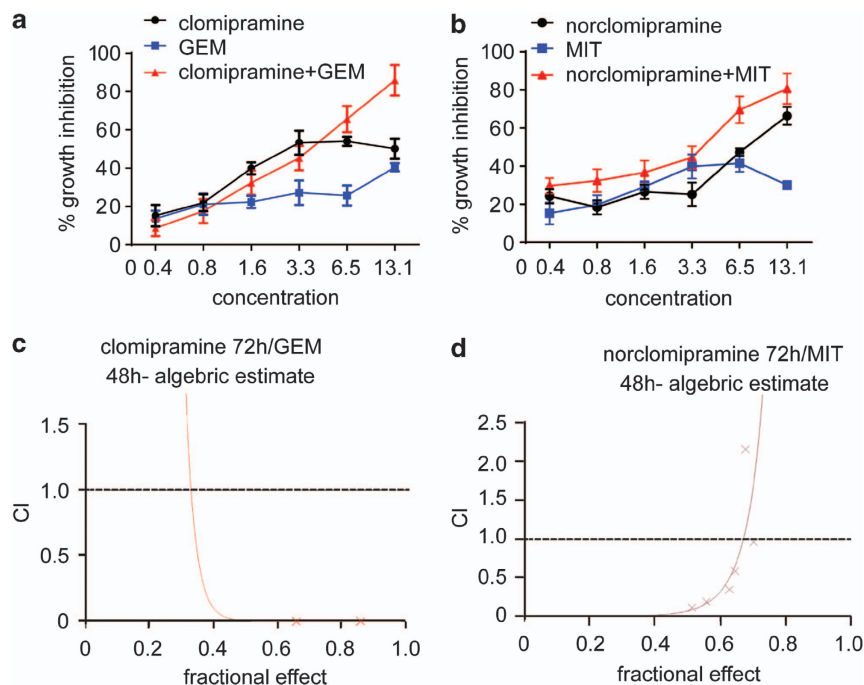 a
clomipramine
GEM
clomipramine+GEM
% growth inhibition
100
80
60
40
20
0
0 0.4 0.8 1.6 3.3 6.5 13.1
concentration
b
norclomipramine
MIT
norclomipramine+MIT
% growth inhibition
100
80
60
40
20
0
0 0.4 0.8 1.6 3.3 6.5 13.1
concentration
c
clomipramine 72h/GEM
48h- algebric estimate
CI
1.5
1.0
0.5
0
0 0.2 0.4 0.6 0.8 1.0
fractional effect
d
norclomipramine 72h/MIT
48h- algebric estimate
CI
2.5
2.0
1.5
1.0
0.5
0
0 0.2 0.4 0.6 0.8 1.0
fractional effect